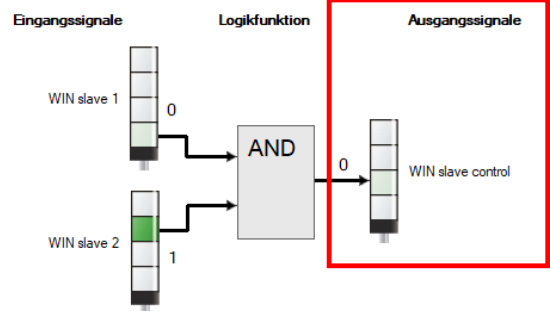 Eingangssignale
Logikfunktion
Ausgangssignale
WIN slave 1
0
AND
0
WIN slave control
WIN slave 2
1